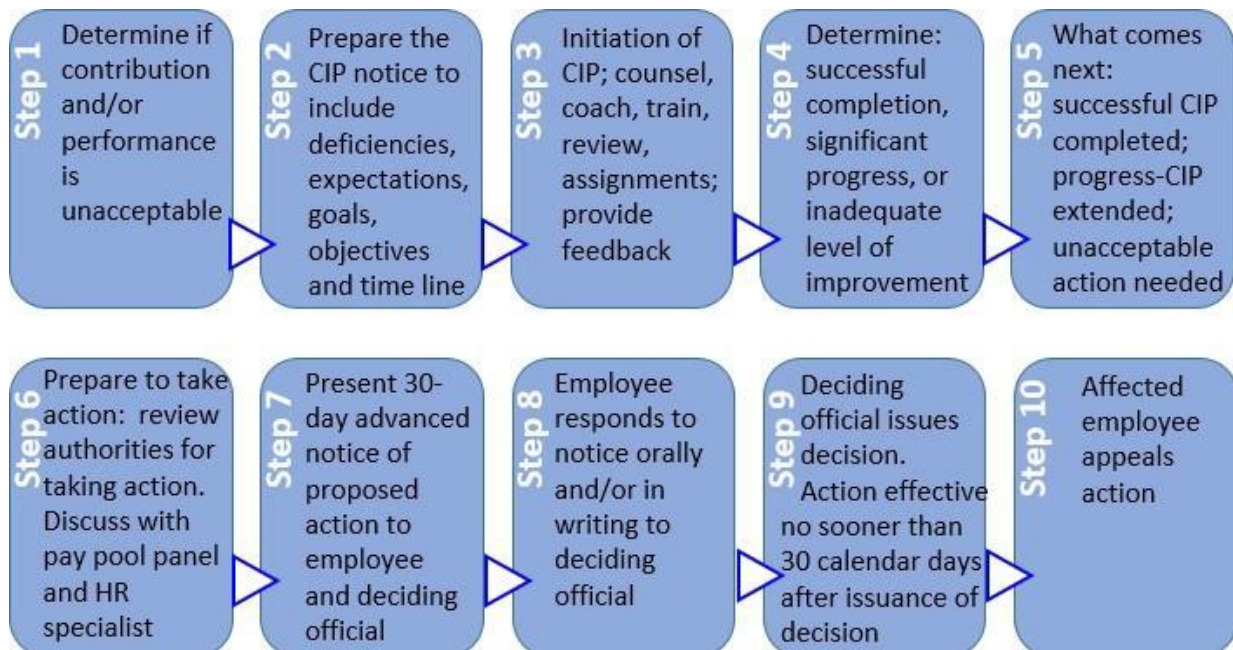 Step 1
Determine if
contribution
and/or
performance
is
unacceptable
Step 2
Prepare the
CIP notice to
include
deficiencies,
expectations,
goals,
objectives
and time line
Step 3
Initiation of
CIP; counsel,
coach, train,
review,
assignments;
provide
feedback
Step 4
Determine:
successful
completion,
significant
progress, or
inadequate
level of
improvement
Step 5
What comes
next:
successful CIP
completed;
progress-CIP
extended;
unacceptable
action needed
Step 6
Prepare to take
action: review
authorities for
taking action.
Discuss with
pay pool panel
and HR
specialist
Step 7
Present 30-
day advanced
notice of
proposed
action to
employee
and deciding
official
Step 8
Employee
responds to
notice orally
and/or in
writing to
deciding
official
Step 9
Deciding
official issues
decision.
Action effective
no sooner than
30 calendar days
after issuance of
decision
Step 10
Affected
employee
appeals
action